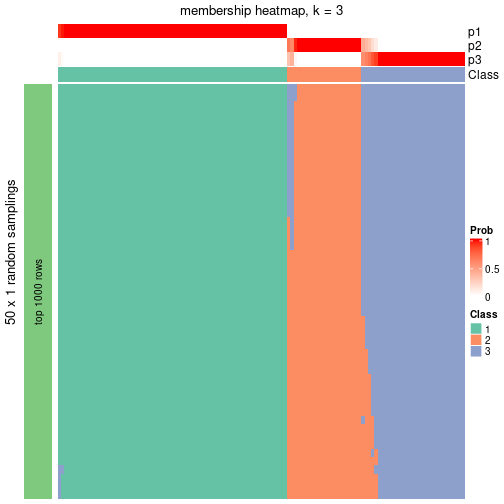 membership heatmap, k = 3
p1
p2
p3
Class
50 x 1 random samplings
top 1000 rows
Prob
1
0.5
0
Class
1
2
3